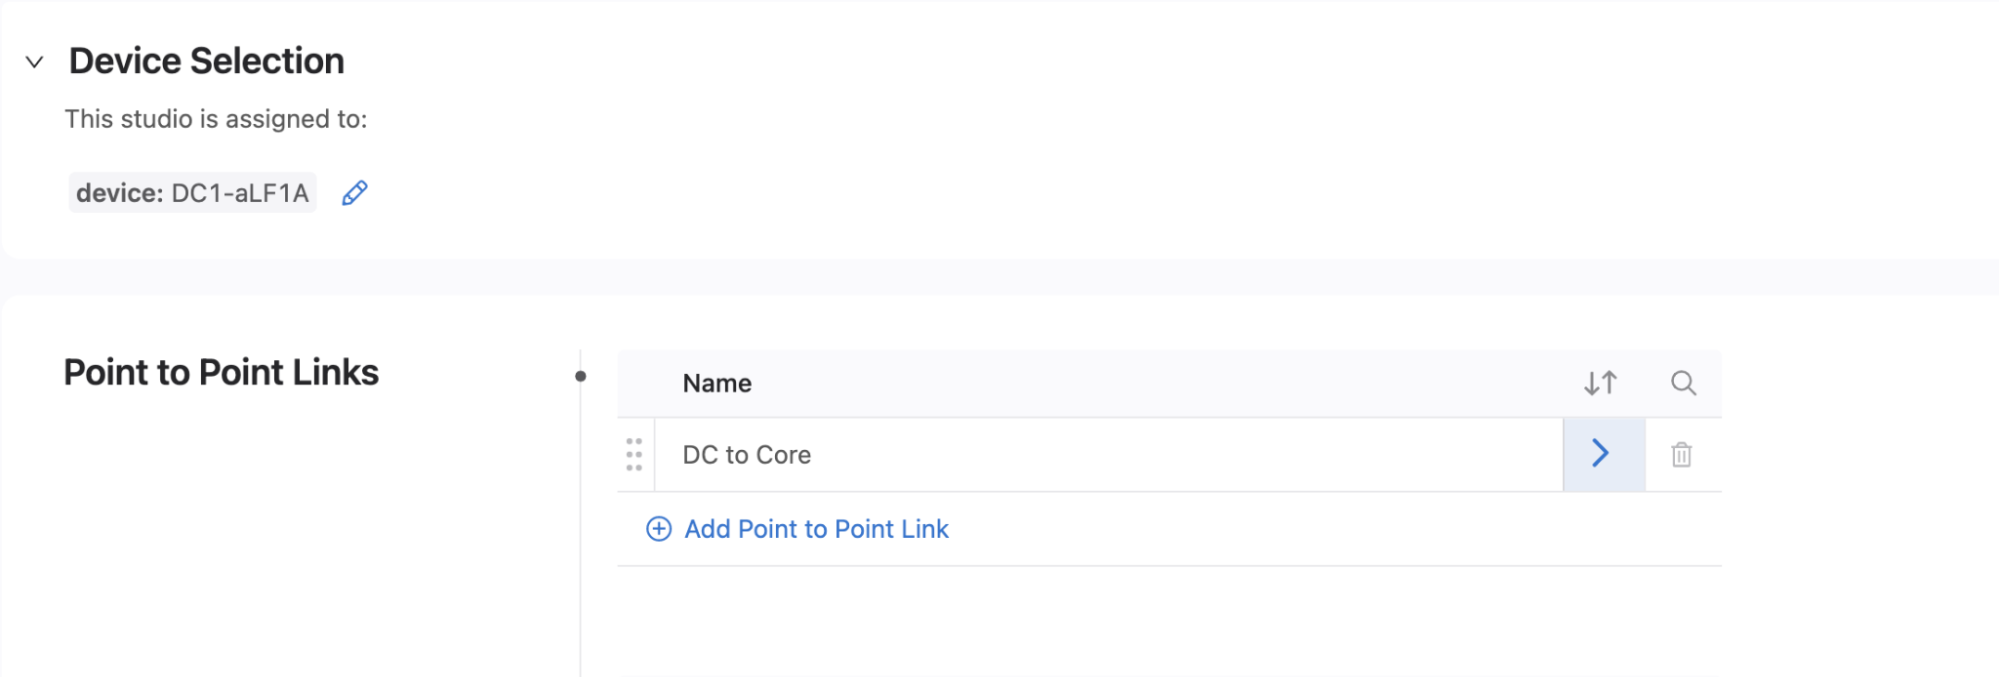 Device Selection
This studio is assigned to:
device: DC1-aLF1A
Point to Point Links
Name
DC to Core
Add Point to Point Link